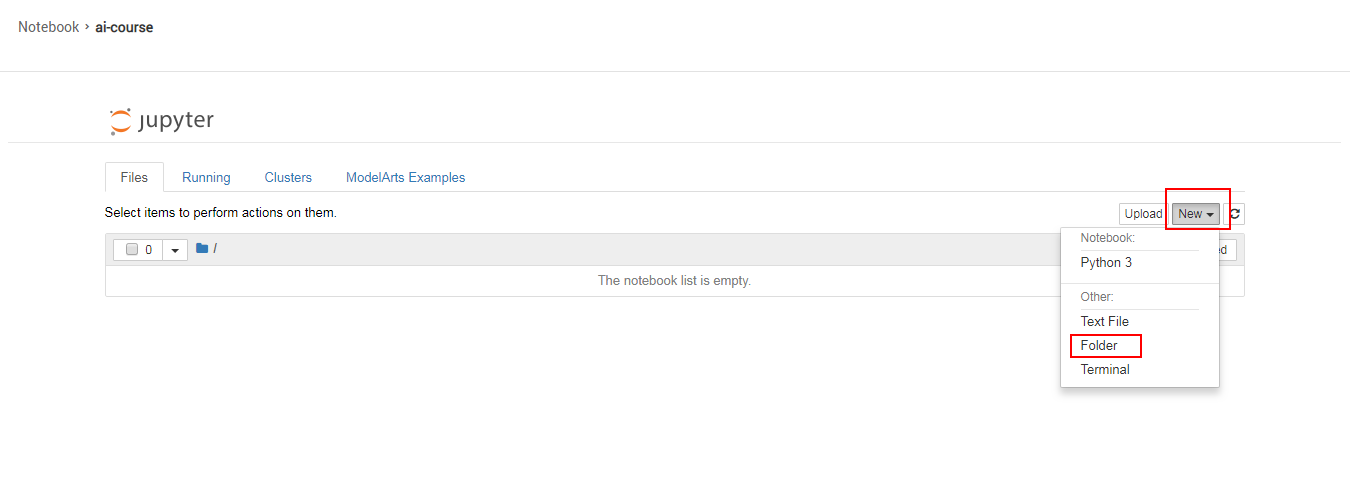 Notebook › ai-course
jupyter
Files Running Clusters ModelArts Examples
Select items to perform actions on them.
Upload New
0 /
The notebook list is empty.
Notebook:
Python 3
Other:
Text File
Folder
Terminal